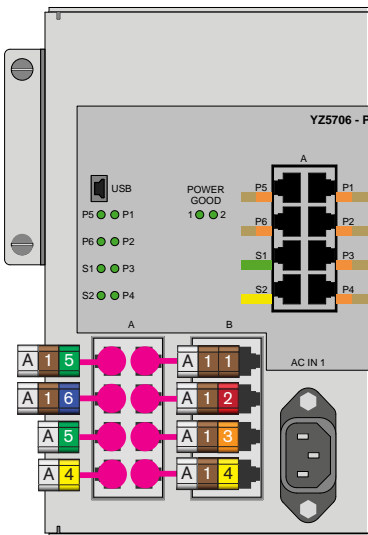 YZ5706 - P
A
USB
POWER
GOOD
1 2
P5 P1
P6 P2
S1 P3
S2 P4
P5 P1
P6 P2
S1 P3
S2 P4
A B
AC IN 1
A 1 5 A 1 1
A 1 6 A 1 2
A 5 A 1 3
A 4 A 1 4